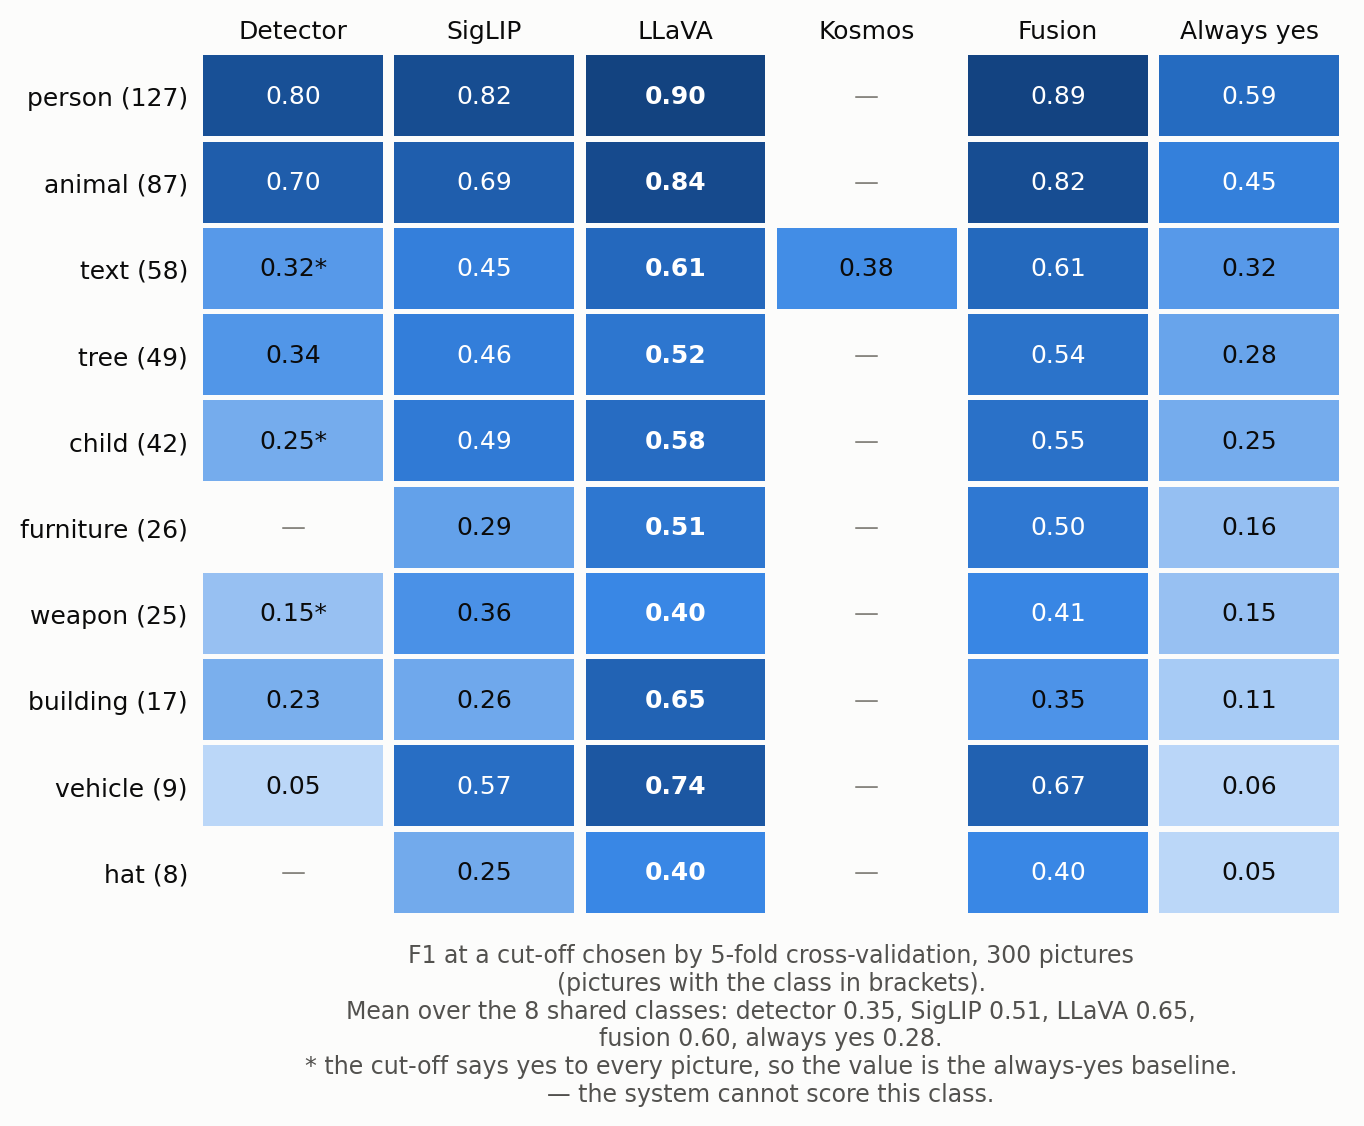 Detector SigLIP LLaVA Kosmos Fusion Always yes
person (127) 0.80 0.82 0.90 — 0.89 0.59
animal (87) 0.70 0.69 0.84 — 0.82 0.45
text (58) 0.32* 0.45 0.61 0.38 0.61 0.32
tree (49) 0.34 0.46 0.52 — 0.54 0.28
child (42) 0.25* 0.49 0.58 — 0.55 0.25
furniture (26) — 0.29 0.51 — 0.50 0.16
weapon (25) 0.15* 0.36 0.40 — 0.41 0.15
building (17) 0.23 0.26 0.65 — 0.35 0.11
vehicle (9) 0.05 0.57 0.74 — 0.67 0.06
hat (8) — 0.25 0.40 — 0.40 0.05
F1 at a cut-off chosen by 5-fold cross-validation, 300 pictures
(pictures with the class in brackets).
Mean over the 8 shared classes: detector 0.35, SigLIP 0.51, LLaVA 0.65,
fusion 0.60, always yes 0.28.
* the cut-off says yes to every picture, so the value is the always-yes baseline.
— the system cannot score this class.